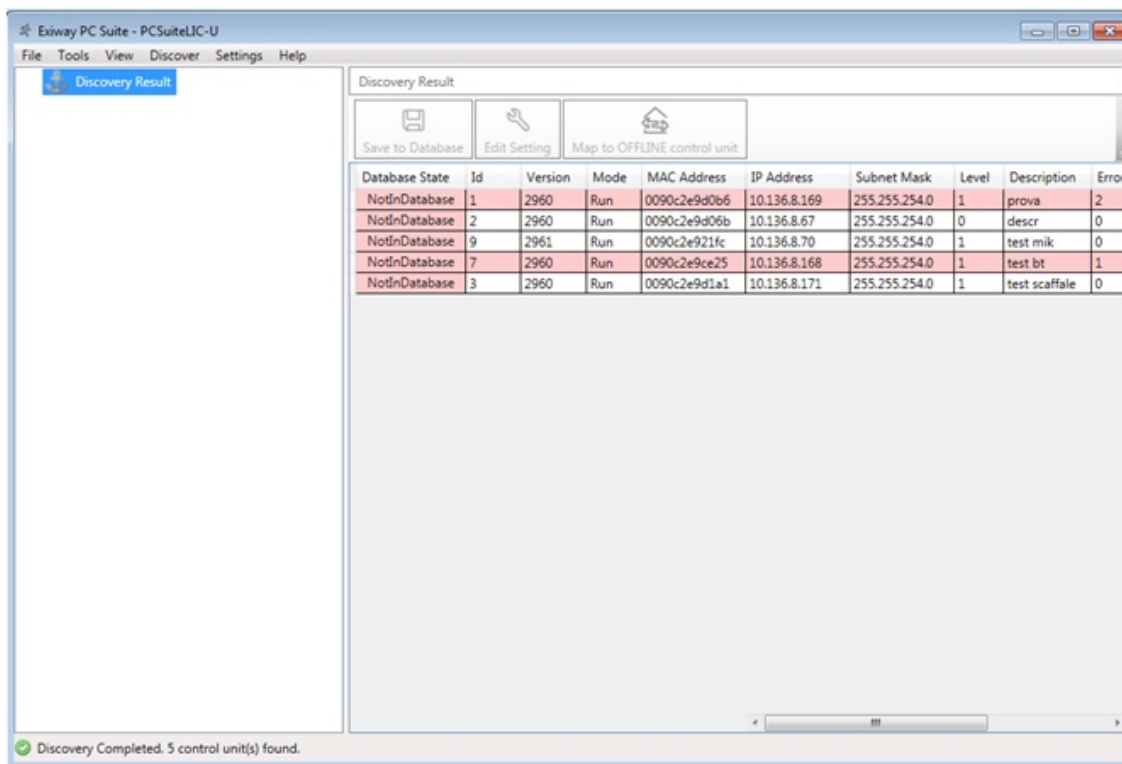 Exiway PC Suite - PCSuiteLIC-U
File Tools View Discover Settings Help
Discovery Result
Discovery Result
Save to Database Edit Setting Map to OFFLINE control unit
Database State Id Version Mode MAC Address IP Address Subnet Mask Level Description Erro
NotInDatabase 1 2960 Run 0090c2e9d0b6 10.136.8.169 255.255.254.0 1 prova 2
NotInDatabase 2 2960 Run 0090c2e9d06b 10.136.8.67 255.255.254.0 0 descr 0
NotInDatabase 9 2961 Run 0090c2e921fc 10.136.8.70 255.255.254.0 1 test mik 0
NotInDatabase 7 2960 Run 0090c2e9ce25 10.136.8.168 255.255.254.0 1 test bt 1
NotInDatabase 3 2960 Run 0090c2e9d1a1 10.136.8.171 255.255.254.0 1 test scaffale 0
Discovery Completed. 5 control unit(s) found.